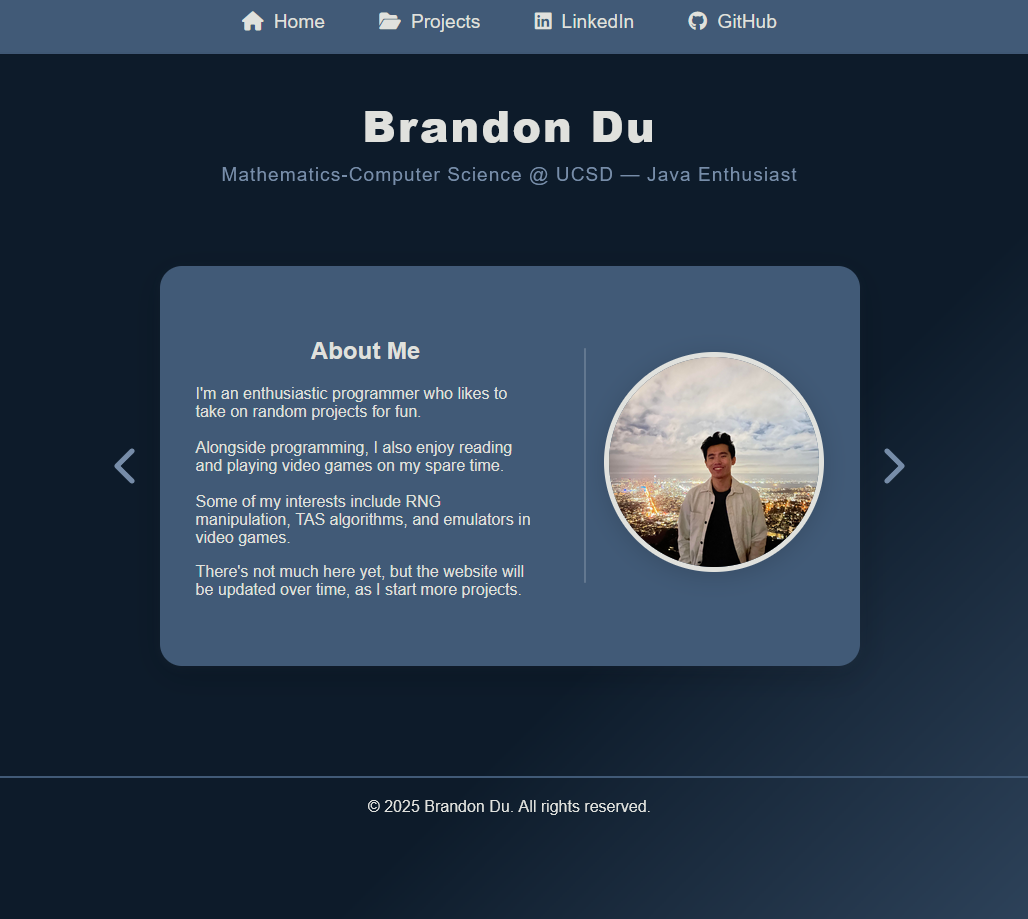 Home Projects LinkedIn GitHub
Brandon Du
Mathematics-Computer Science @ UCSD — Java Enthusiast
About Me
I'm an enthusiastic programmer who likes to
take on random projects for fun.
Alongside programming, I also enjoy reading
and playing video games on my spare time.
Some of my interests include RNG
manipulation, TAS algorithms, and emulators in
video games.
There's not much here yet, but the website will
be updated over time, as I start more projects.
© 2025 Brandon Du. All rights reserved.